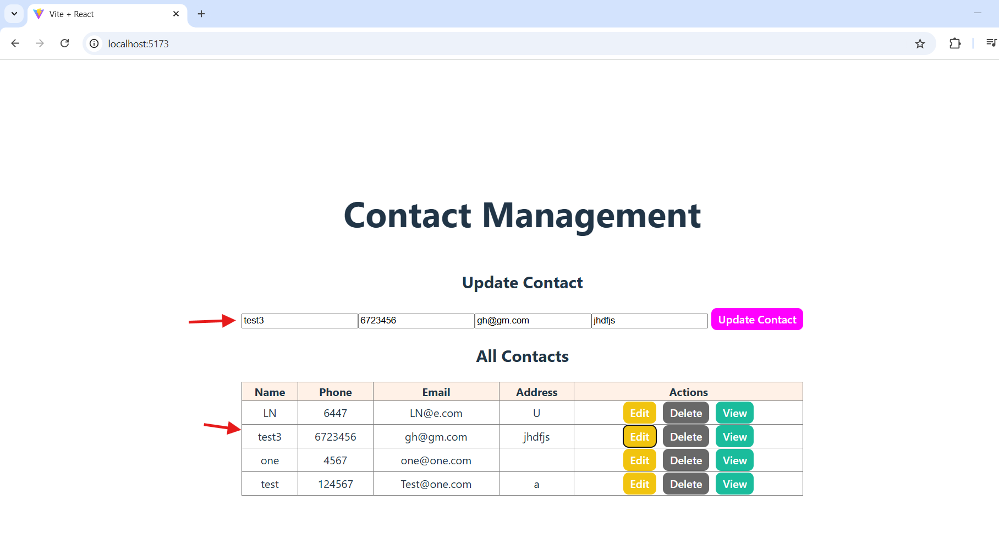 Vite + React
localhost:5173
Contact Management
Update Contact
test3 6723456 gh@gm.com jhdfjs Update Contact
All Contacts
Name Phone Email Address Actions
LN 6447 LN@e.com U Edit Delete View
test3 6723456 gh@gm.com jhdfjs Edit Delete View
one 4567 one@one.com Edit Delete View
test 124567 Test@one.com a Edit Delete View